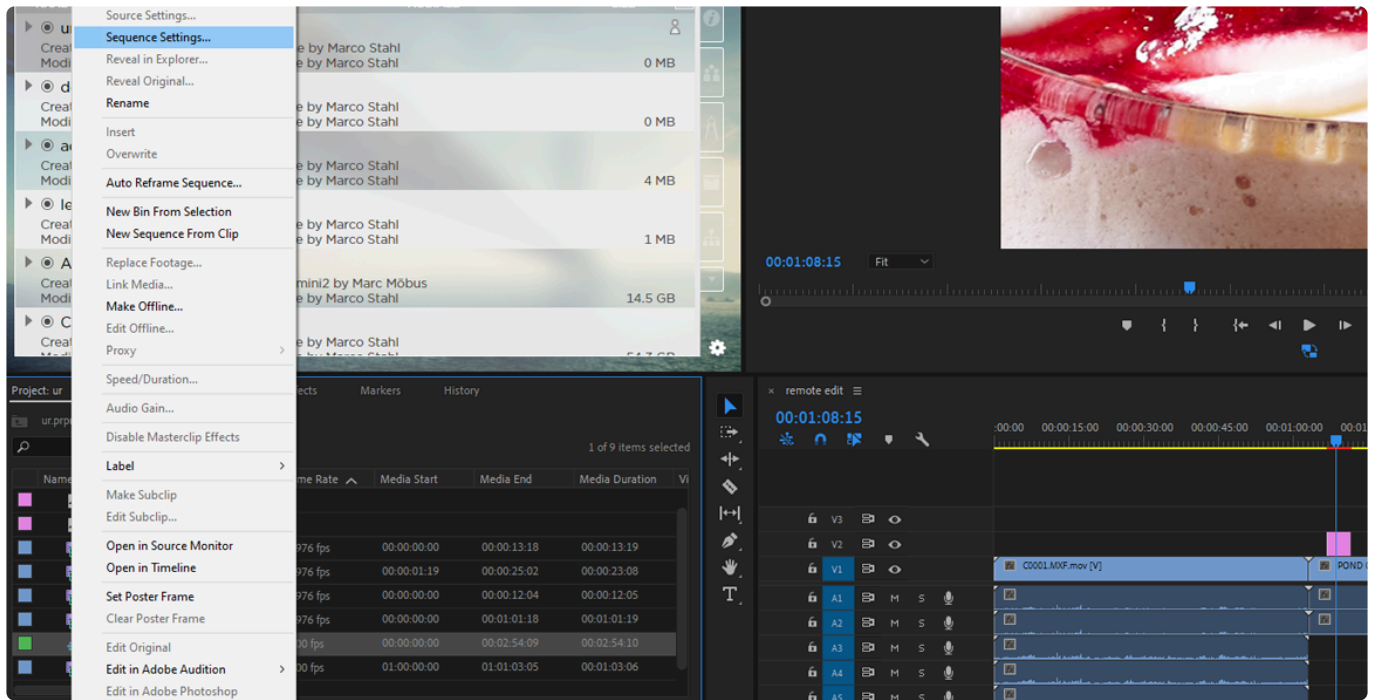 Source Settings...
Sequence Settings...
Reveal in Explorer...
Reveal Original...
Rename
Insert
Overwrite
Auto Reframe Sequence...
New Bin From Selection
New Sequence From Clip
Replace Footage...
Link Media...
Make Offline...
Edit Offline...
Proxy
Speed/Duration...
Audio Gain...
Disable Masterclip Effects
Label
Make Subclip
Edit Subclip...
Open in Source Monitor
Open in Timeline
Set Poster Frame
Clear Poster Frame
Edit Original
Edit in Adobe Audition
Edit in Adobe Photoshop
e by Marco Stahl
e by Marco Stahl 0 MB
e by Marco Stahl
e by Marco Stahl 0 MB
e by Marco Stahl
e by Marco Stahl 4 MB
e by Marco Stahl
e by Marco Stahl 1 MB
mini2 by Marc Möbus
e by Marco Stahl 14.5 GB
e by Marco Stahl
00:01:08:15 Fit
Project: ur
Markers
History
1 of 9 items selected
Name me Rate Media Start Media End Media Duration Vi
976 fps 00:00:00:00 00:00:13:18 00:00:13:19
976 fps 00:00:01:19 00:00:25:02 00:00:23:08
976 fps 00:00:00:00 00:00:12:04 00:00:12:05
976 fps 00:00:00:00 00:01:01:18 00:01:01:19
00 fps 00:00:00:00 00:02:54:09 00:02:54:10
00 fps 01:00:00:00 01:01:03:05 00:01:03:06
× remote edit
00:01:08:15
:00:00 00:00:15:00 00:00:30:00 00:00:45:00 00:01:00:00 00:01
V3
V2
V1 C0001.MXF.mov [V] POND
A1 M S
A2 M S
A3 M S
A4 M S
A5 M S